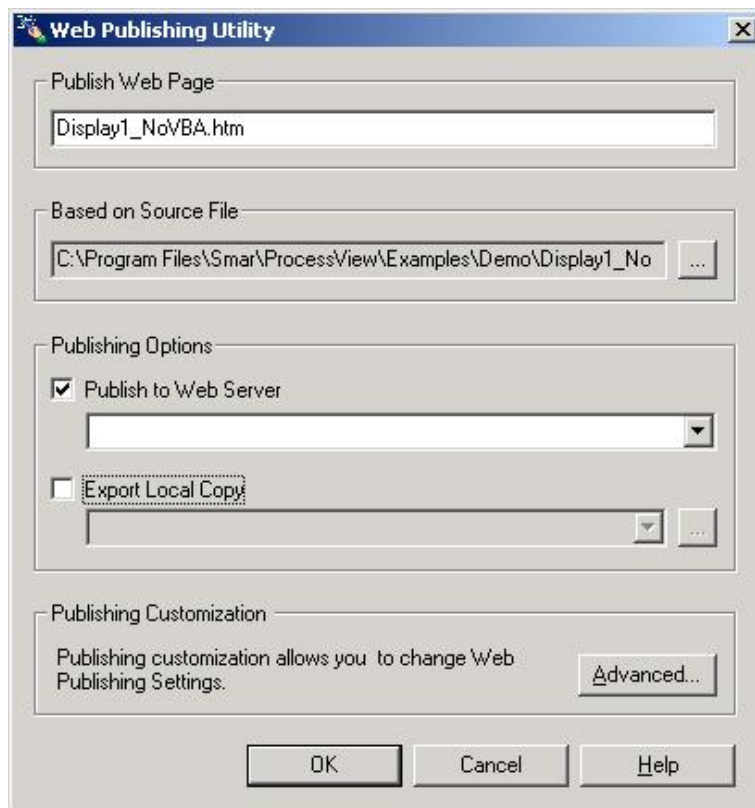 Web Publishing Utility
Publish Web Page
Display1_NoVBA.htm
Based on Source File
C:\Program Files\Smar\ProcessView\Examples\Demo\Display1_No
...
Publishing Options
Publish to Web Server
Export Local Copy
...
Publishing Customization
Publishing customization allows you to change Web
Publishing Settings.
Advanced...
OK
Cancel
Help